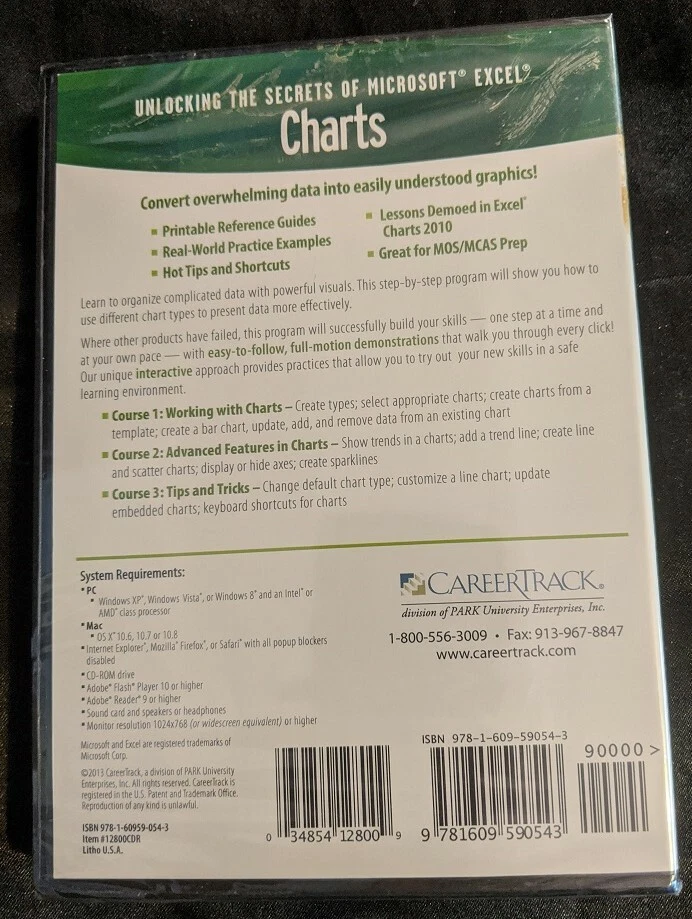 UNLOCKING THE SECRETS OF MICROSOFT® EXCEL®
Charts
Convert overwhelming data into easily understood graphics!
▪ Printable Reference Guides
▪ Real-World Practice Examples
▪ Hot Tips and Shortcuts
▪ Lessons Demoed in Excel®
Charts 2010
▪ Great for MOS/MCAS Prep
Learn to organize complicated data with powerful visuals. This step-by-step program will show you how to
use different chart types to present data more effectively.
Where other products have failed, this program will successfully build your skills — one step at a time and
at your own pace — with easy-to-follow, full-motion demonstrations that walk you through every click!
Our unique interactive approach provides practices that allow you to try out your new skills in a safe
learning environment.
▪ Course 1: Working with Charts – Create types; select appropriate charts; create charts from a
template; create a bar chart, update, add, and remove data from an existing chart
▪ Course 2: Advanced Features in Charts – Show trends in a charts; add a trend line; create line
and scatter charts; display or hide axes; create sparklines
▪ Course 3: Tips and Tricks – Change default chart type; customize a line chart; update
embedded charts; keyboard shortcuts for charts
System Requirements:
• PC
▪ Windows XP®, Windows Vista®, or Windows 8® and an Intel® or
AMD® class processor
• Mac
▪ OS X® 10.6, 10.7 or 10.8
▪ Internet Explorer®, Mozilla® Firefox®, or Safari® with all popup blockers
disabled
▪ CD-ROM drive
▪ Adobe® Flash® Player 10 or higher
▪ Adobe® Reader® 9 or higher
▪ Sound card and speakers or headphones
▪ Monitor resolution 1024x768 (or widescreen equivalent) or higher
Microsoft and Excel are registered trademarks of
Microsoft Corp.
©2013 CareerTrack, a division of PARK University
Enterprises, Inc. All rights reserved. CareerTrack is
registered in the U.S. Patent and Trademark Office.
Reproduction of any kind is unlawful.
ISBN 978-1-60959-054-3
Item #12800CDR
Litho U.S.A.
CAREERTRACK®
division of PARK University Enterprises, Inc.
1-800-556-3009 • Fax: 913-967-8847
www.careertrack.com
0 34854 12800 9
ISBN 978-1-609-59054-3
90000 >
9 781609 590543